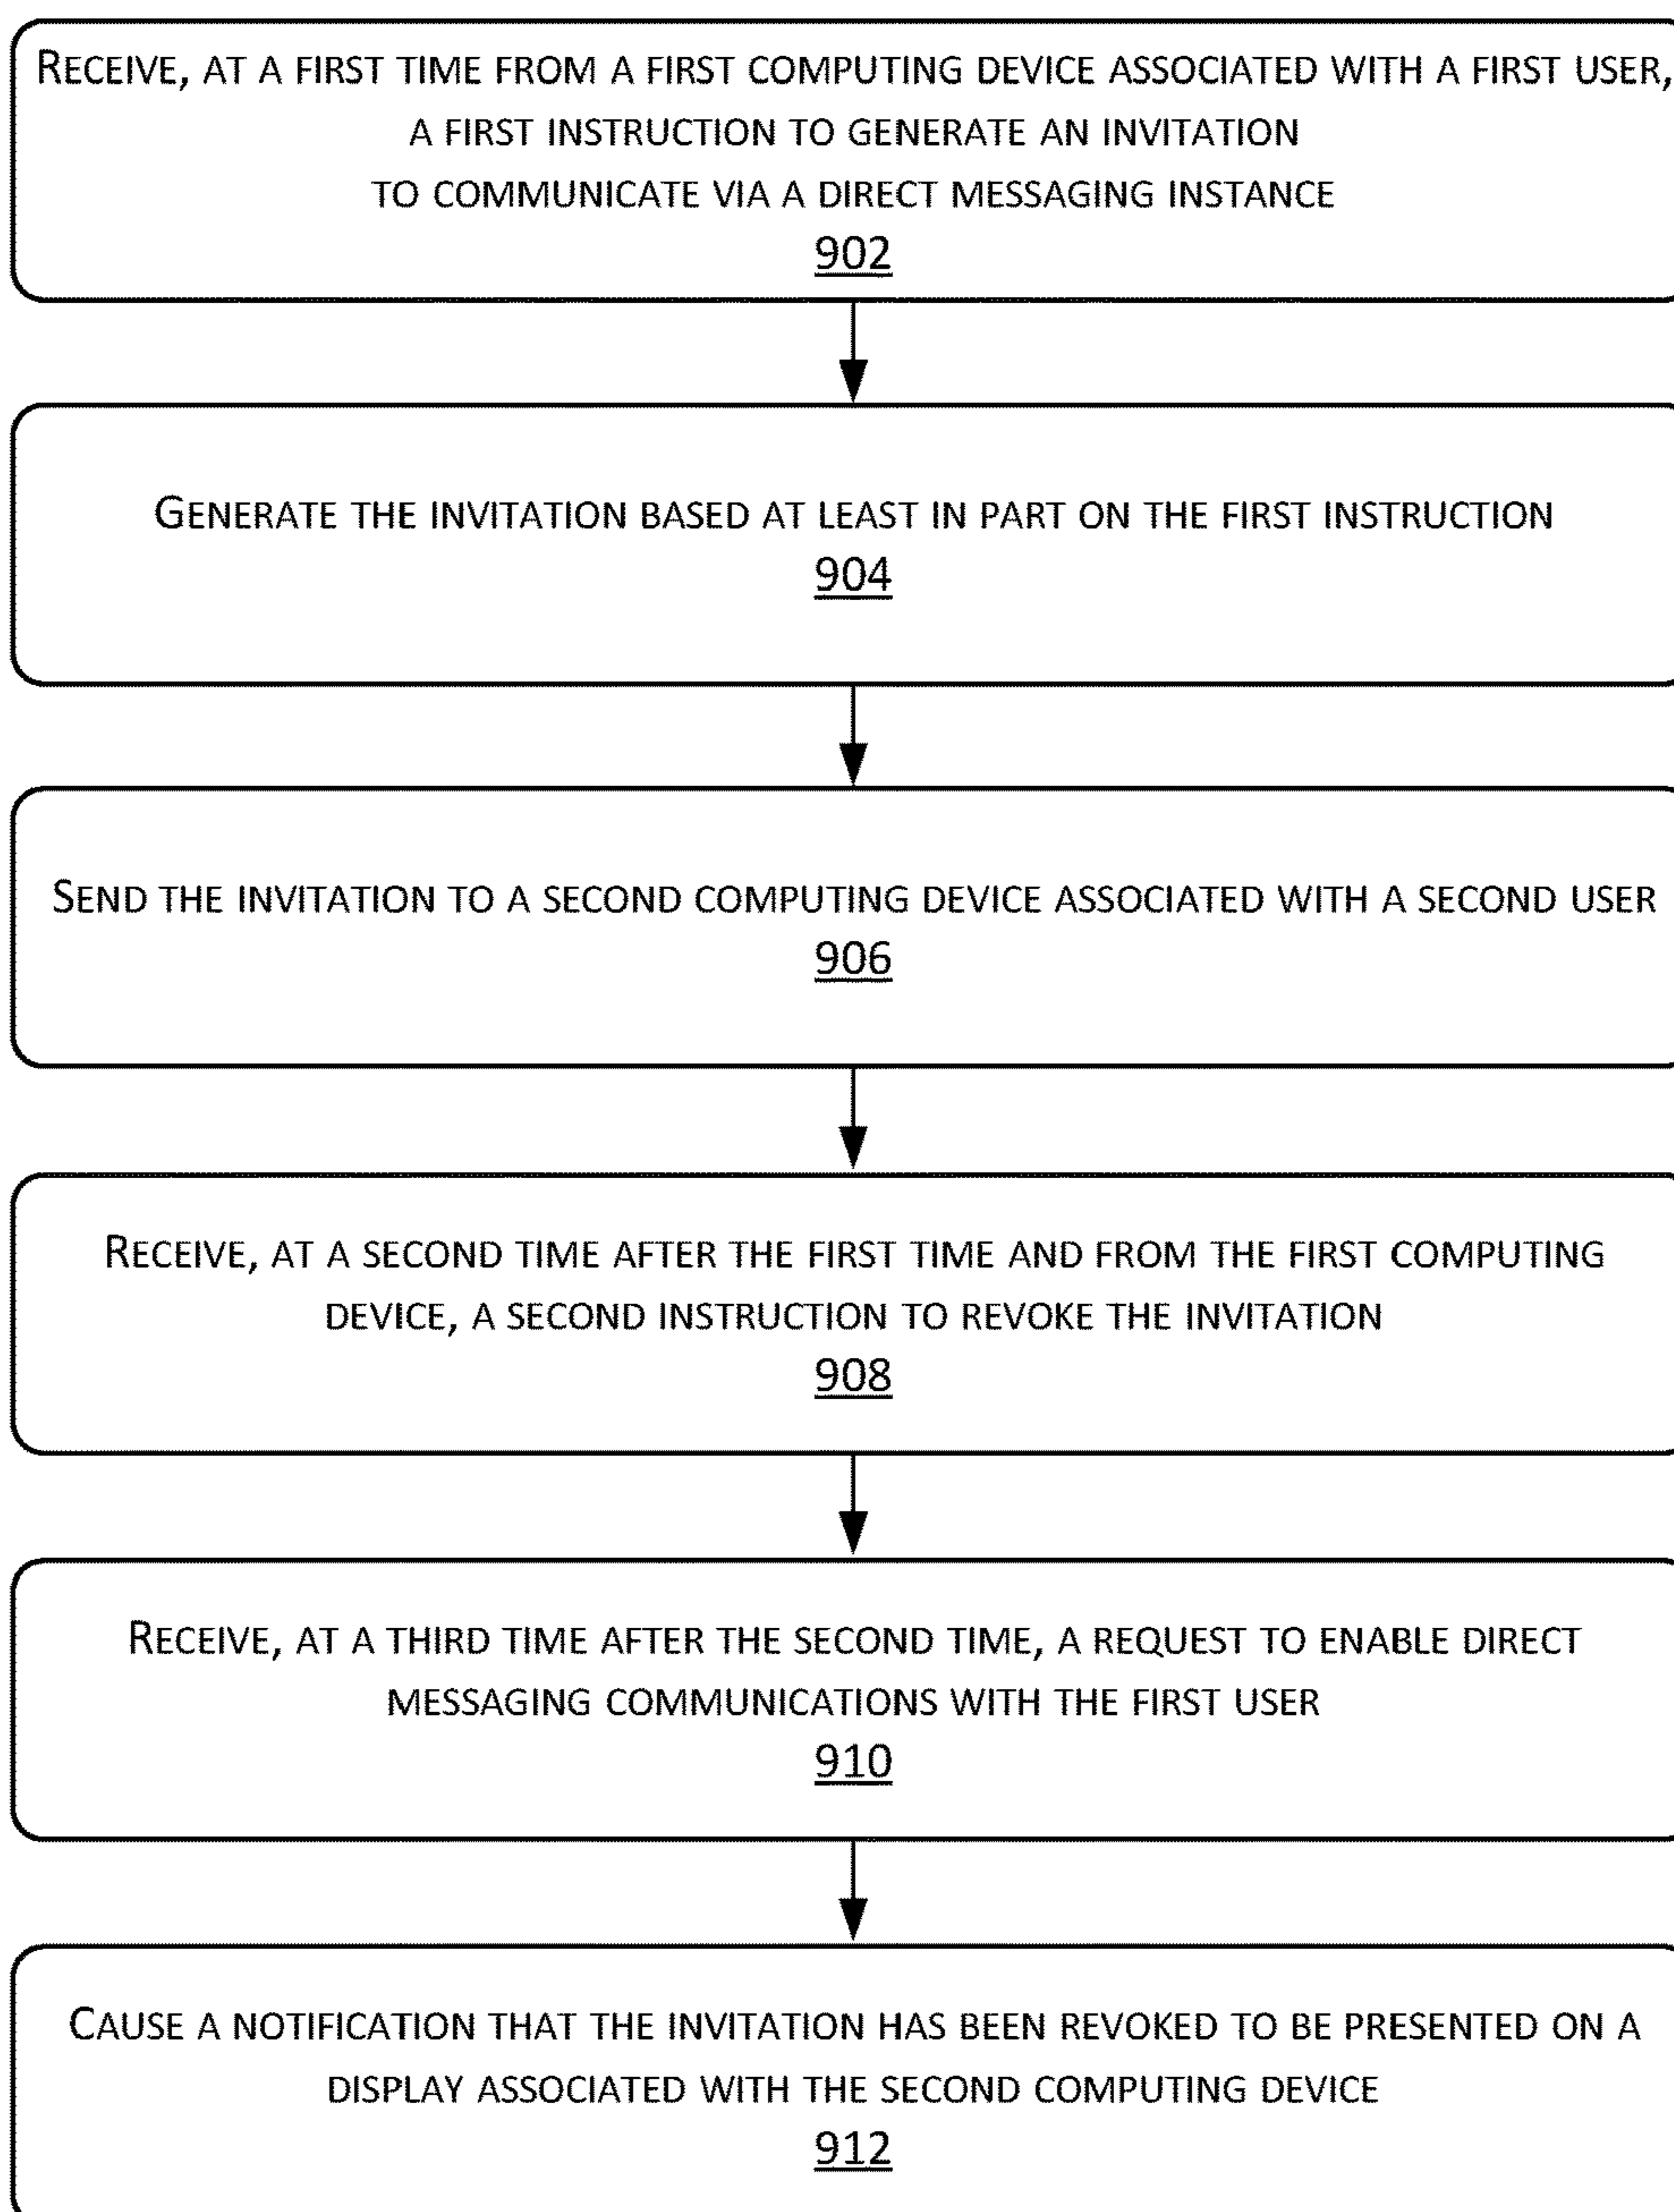 RECEIVE, AT A FIRST TIME FROM A FIRST COMPUTING DEVICE ASSOCIATED WITH A FIRST USER,
A FIRST INSTRUCTION TO GENERATE AN INVITATION
TO COMMUNICATE VIA A DIRECT MESSAGING INSTANCE
902
GENERATE THE INVITATION BASED AT LEAST IN PART ON THE FIRST INSTRUCTION
904
SEND THE INVITATION TO A SECOND COMPUTING DEVICE ASSOCIATED WITH A SECOND USER
906
RECEIVE, AT A SECOND TIME AFTER THE FIRST TIME AND FROM THE FIRST COMPUTING
DEVICE, A SECOND INSTRUCTION TO REVOKE THE INVITATION
908
RECEIVE, AT A THIRD TIME AFTER THE SECOND TIME, A REQUEST TO ENABLE DIRECT
MESSAGING COMMUNICATIONS WITH THE FIRST USER
910
CAUSE A NOTIFICATION THAT THE INVITATION HAS BEEN REVOKED TO BE PRESENTED ON A
DISPLAY ASSOCIATED WITH THE SECOND COMPUTING DEVICE
912